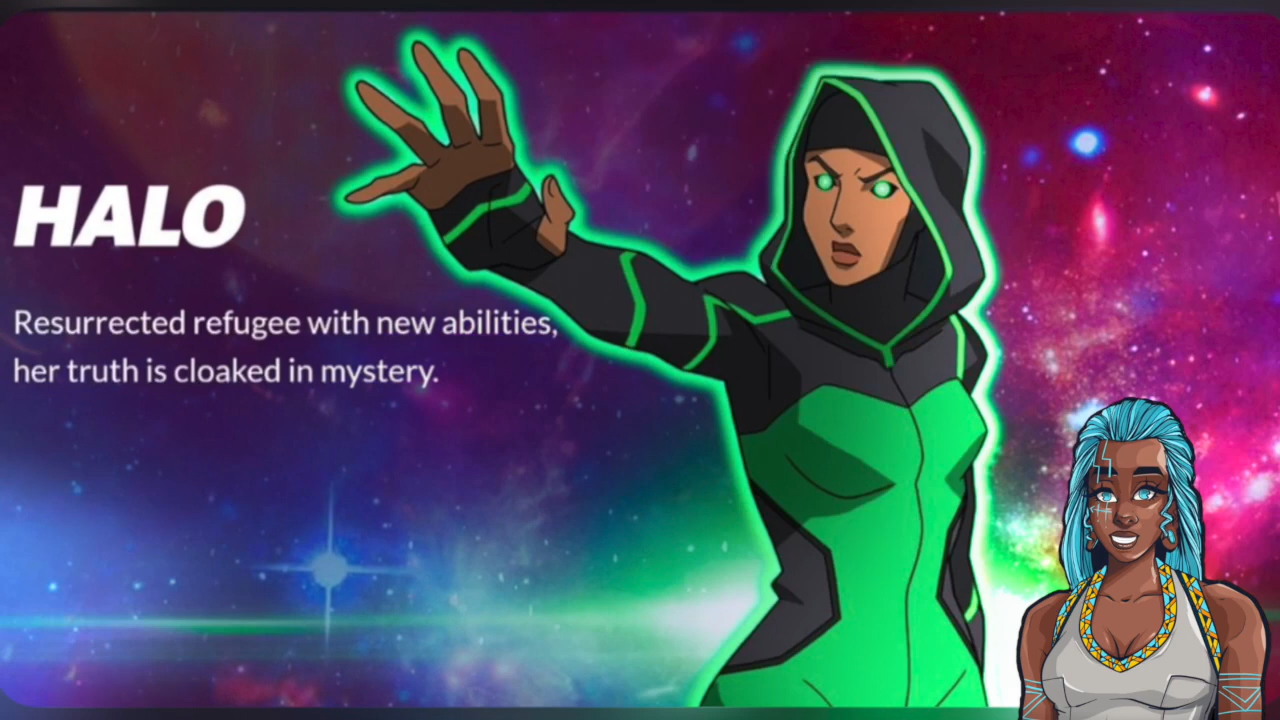 HALO
Resurrected refugee with new abilities,
her truth is cloaked in mystery.